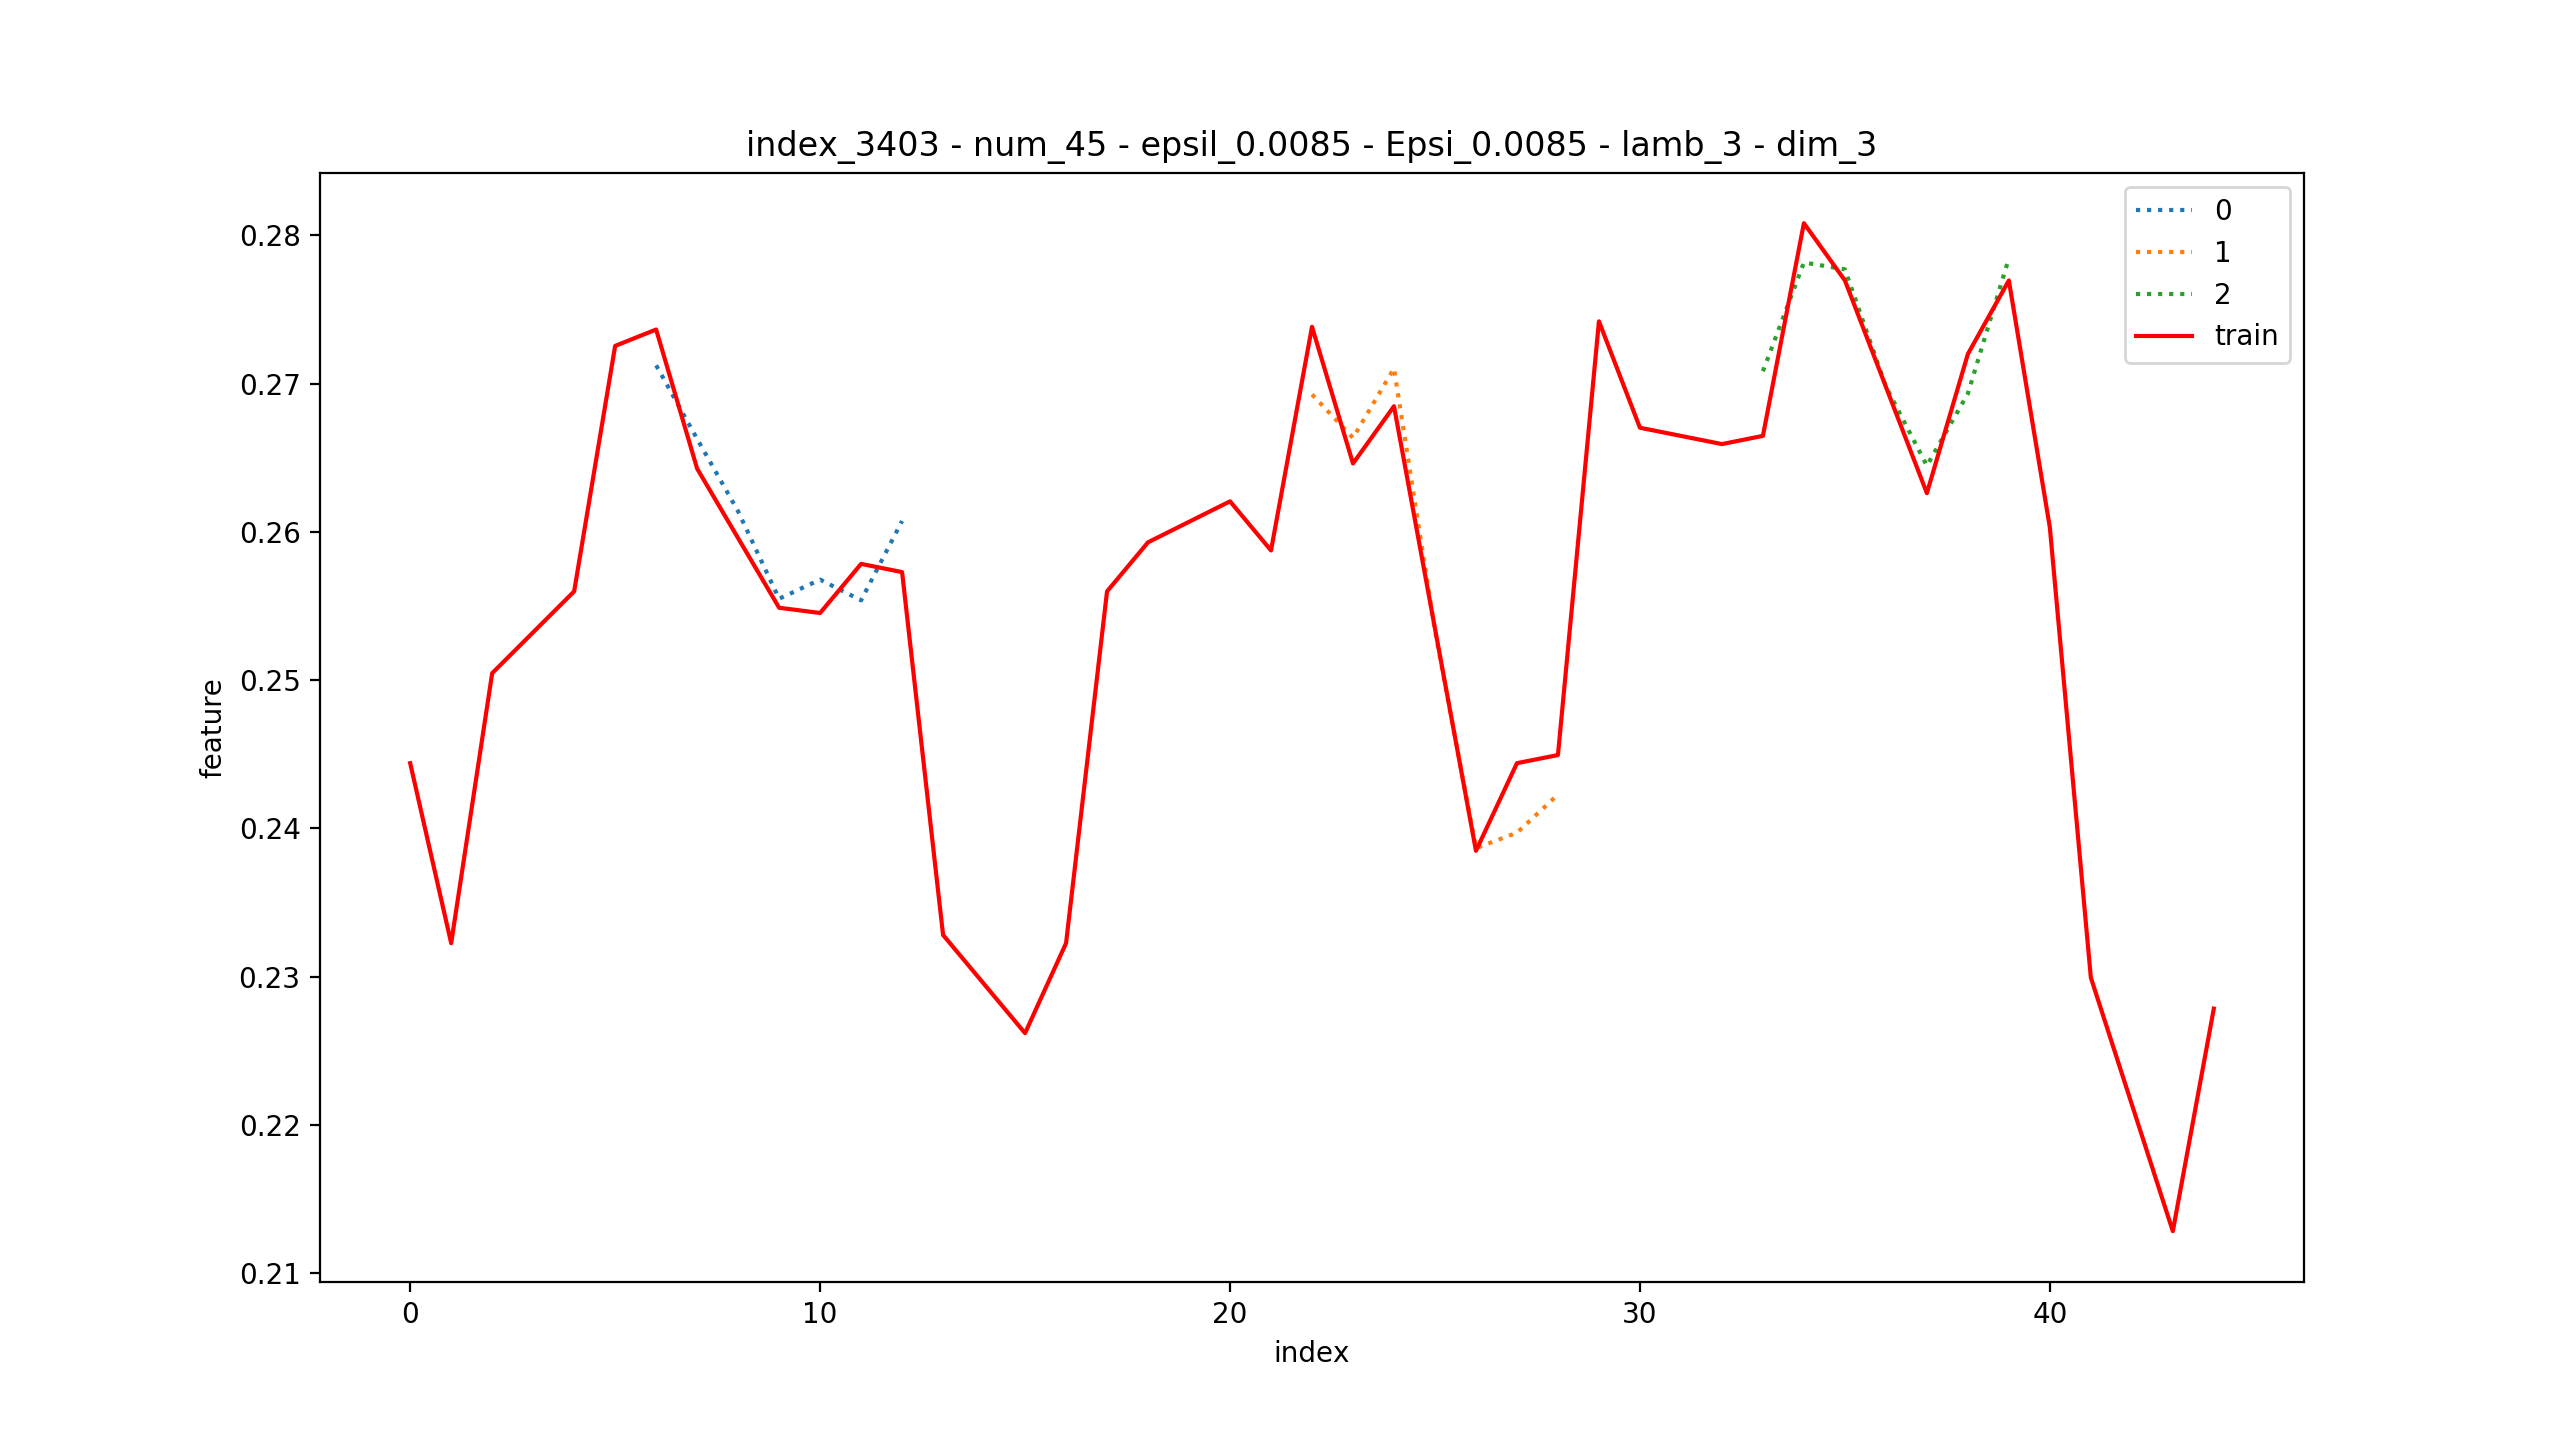 index_3403 - num_45 - epsil_0.0085 - Epsi_0.0085 - lamb_3 - dim_3
0
1
2
train
0.28
0.27
0.26
0.25
0.24
0.23
0.22
0.21
feature
0 10 20 30 40
index